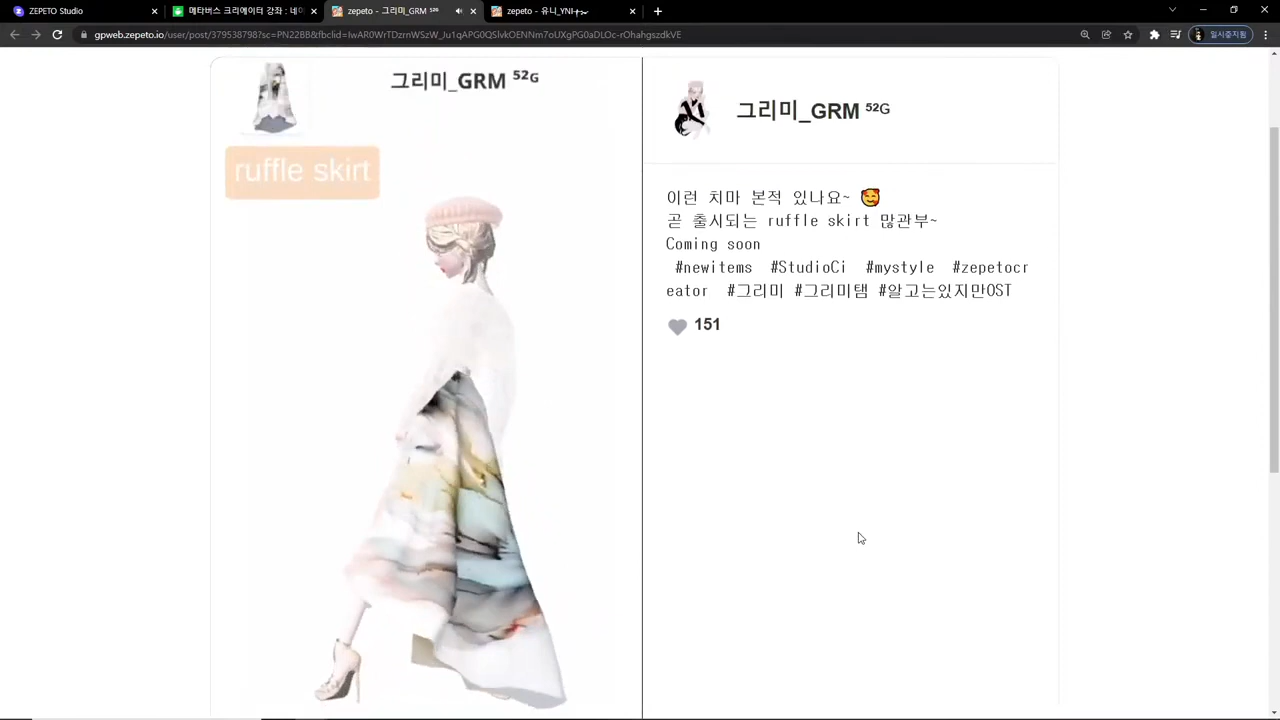 ZEPETO Studio
메타버스 크리에이터 강좌 : 네이
zepeto - 그리미_GRM ⁵²ᴳ
zepeto - 유니_YNI
gpweb.zepeto.io/user/post/379538798?sc=PN22BB&fbclid=IwAR0WrTDzrnWSzW_Ju1qAPG0QSlvkOENNm7oUXgPG0aDLOc-rOhahgszdkVE
일시중지됨
그리미_GRM ⁵²ᴳ
ruffle skirt
그리미_GRM ⁵²ᴳ
이런 치마 본적 있나요~ 🥰
곧 출시되는 ruffle skirt 많관부~
Coming soon
#newitems #StudioCi #mystyle #zepetocr
eator #그리미 #그리미템 #알고는있지만OST
151